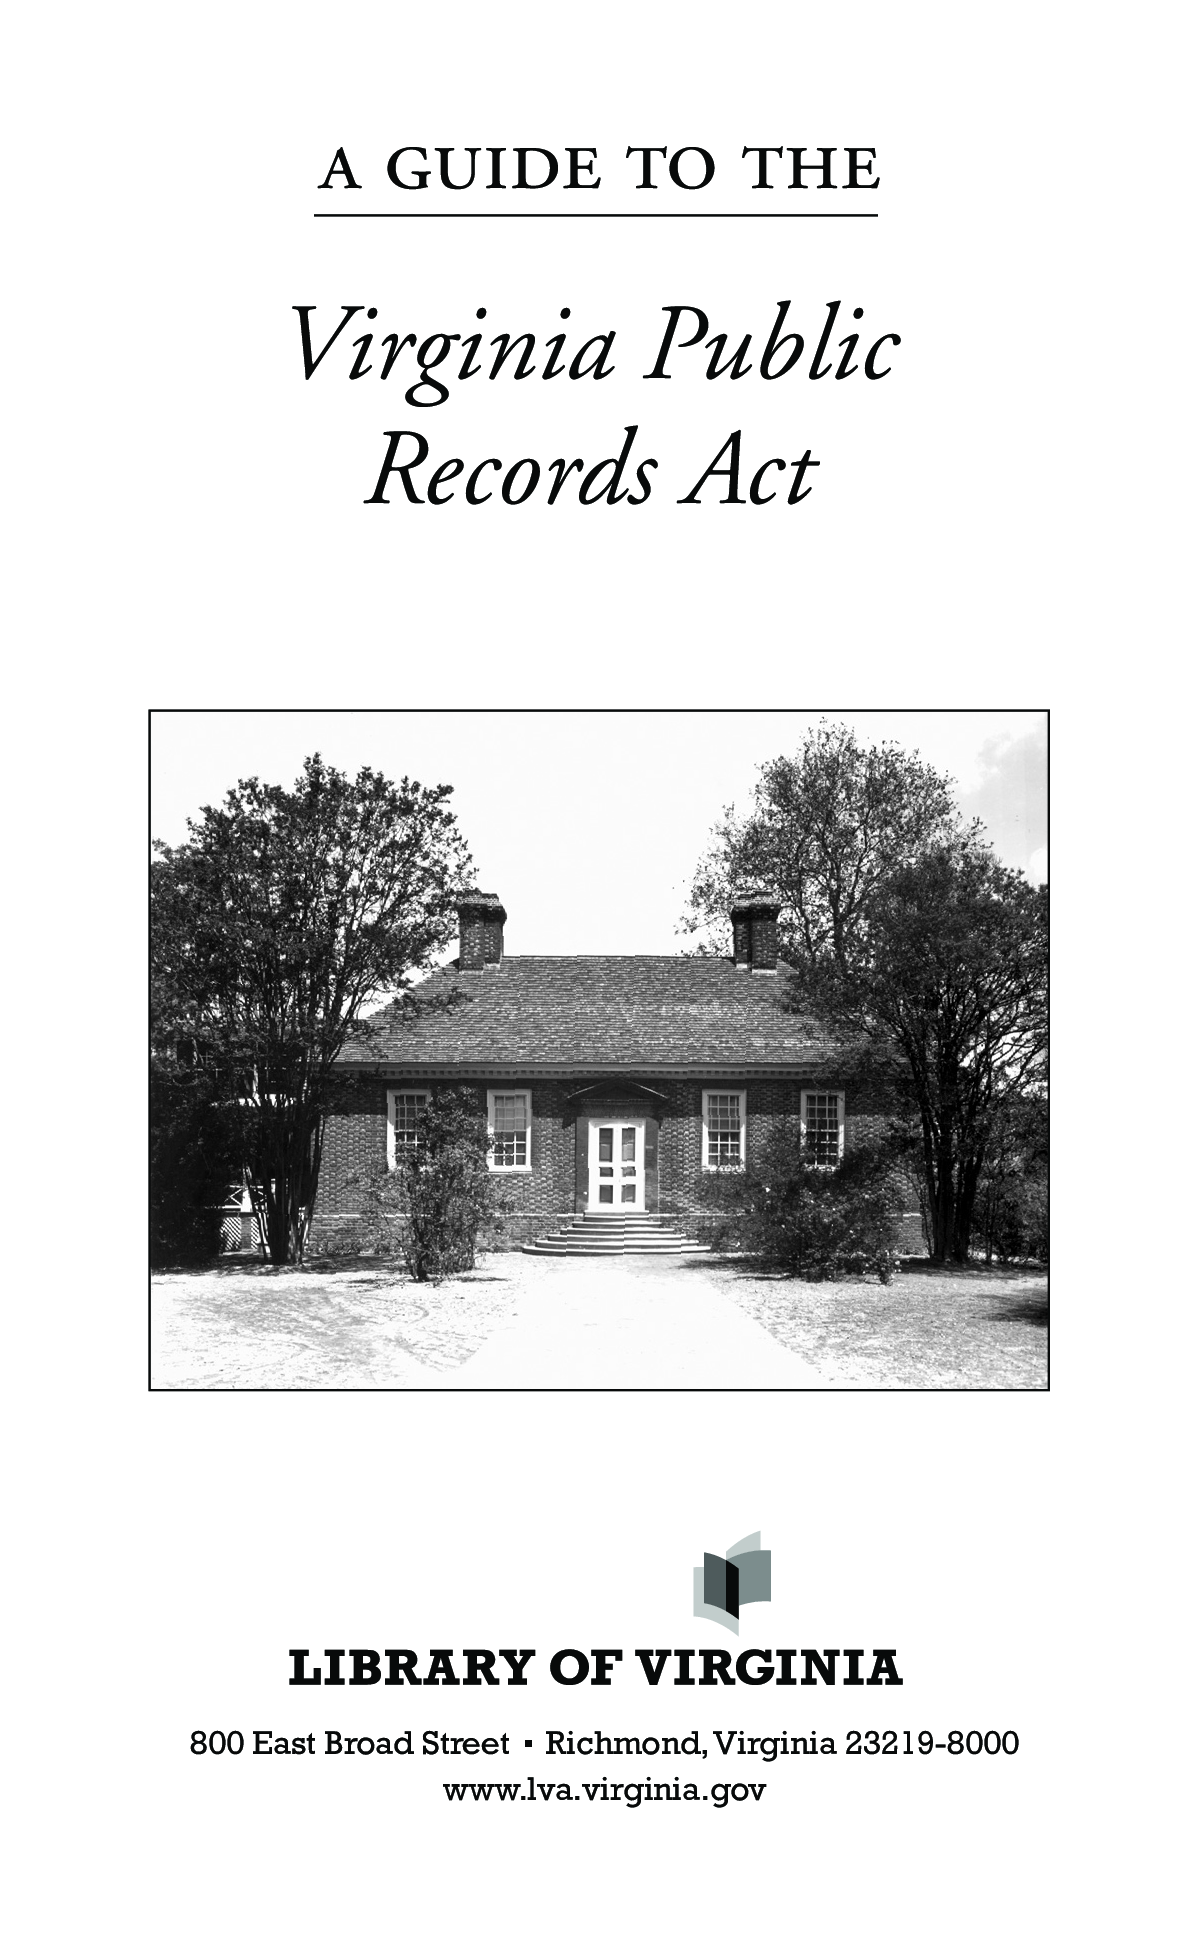 A GUIDE TO THE
Virginia Public
Records Act
LIBRARY OF VIRGINIA
800 East Broad Street ▪ Richmond, Virginia 23219-8000
www.lva.virginia.gov